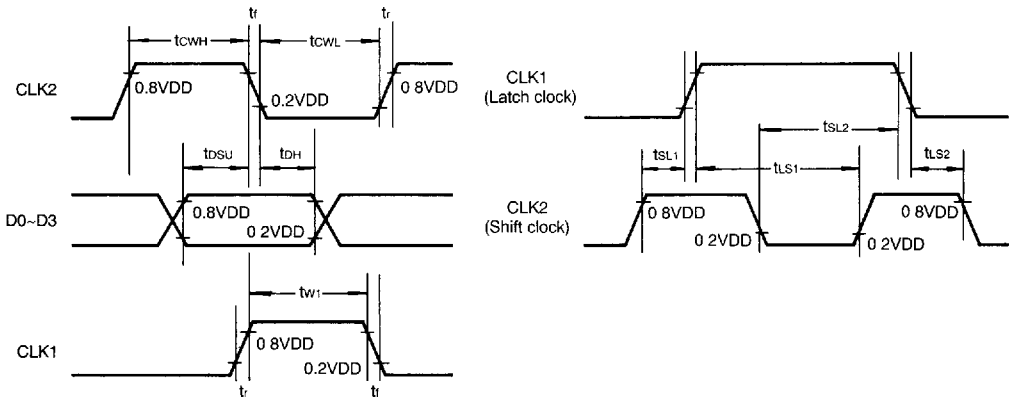 tf tr
tCWH tCWL
CLK2
0.8VDD 0.2VDD 0 8VDD
tDSU tDH
D0~D3
0.8VDD
0 2VDD
tW1
CLK1
0 8VDD
0.2VDD
tr tf
CLK1
(Latch clock)
tSL2
tSL1 tLS1 tLS2
CLK2
(Shift clock)
0 8VDD 0 8VDD
0 2VDD 0 2VDD